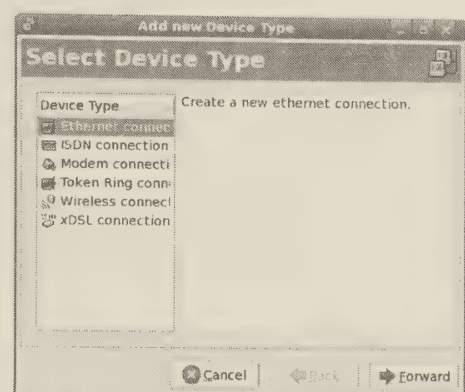 Add new Device Type
Select Device Type
Device Type
Create a new ethernet connection.
Ethernet connec
ISDN connection
Modem connecti
Token Ring conn
Wireless connect
xDSL connection
Cancel
Back
Forward